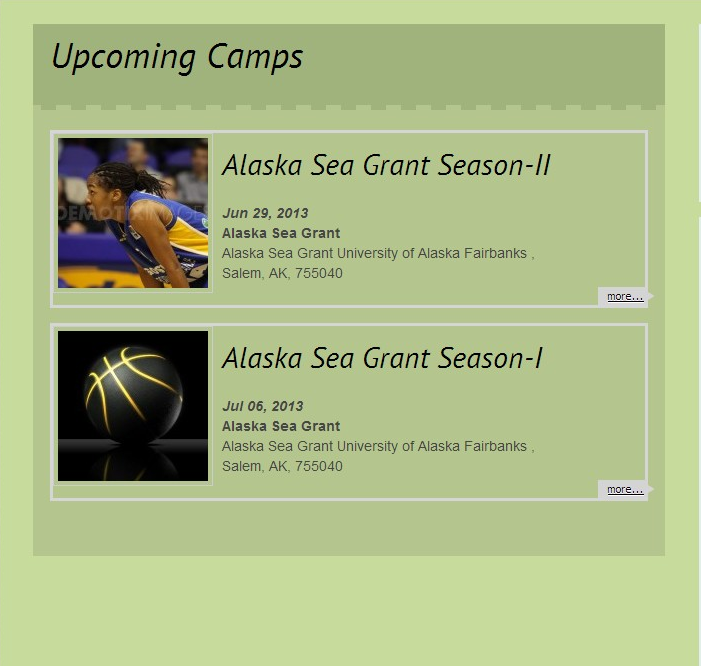 Upcoming Camps
Alaska Sea Grant Season-II
Jun 29, 2013
Alaska Sea Grant
Alaska Sea Grant University of Alaska Fairbanks ,
Salem, AK, 755040
more...
Alaska Sea Grant Season-I
Jul 06, 2013
Alaska Sea Grant
Alaska Sea Grant University of Alaska Fairbanks ,
Salem, AK, 755040
more...